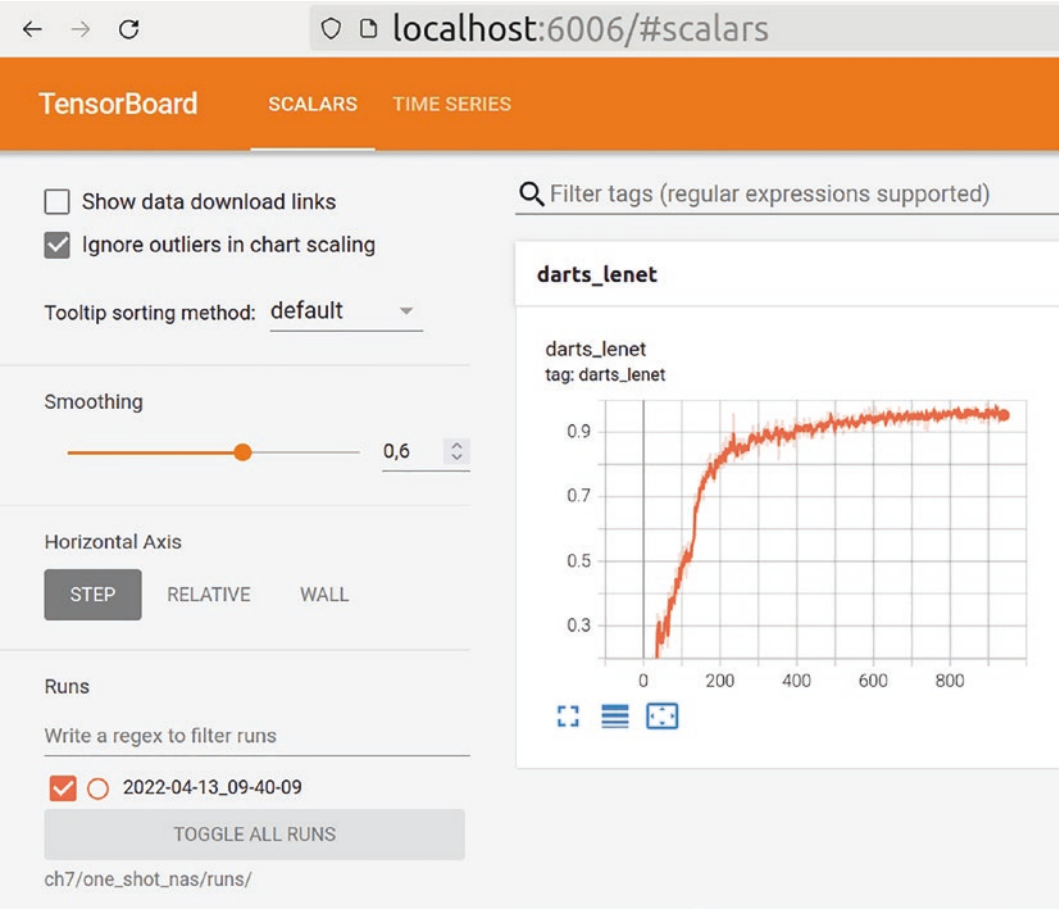 localhost:6006/#scalars
TensorBoard SCALARS TIME SERIES
Show data download links
Ignore outliers in chart scaling
Tooltip sorting method: default
Smoothing
0,6
Horizontal Axis
STEP RELATIVE WALL
Runs
Write a regex to filter runs
2022-04-13_09-40-09
TOGGLE ALL RUNS
ch7/one_shot_nas/runs/
Filter tags (regular expressions supported)
darts_lenet
darts_lenet
tag: darts_lenet
0.9
0.7
0.5
0.3
0 200 400 600 800